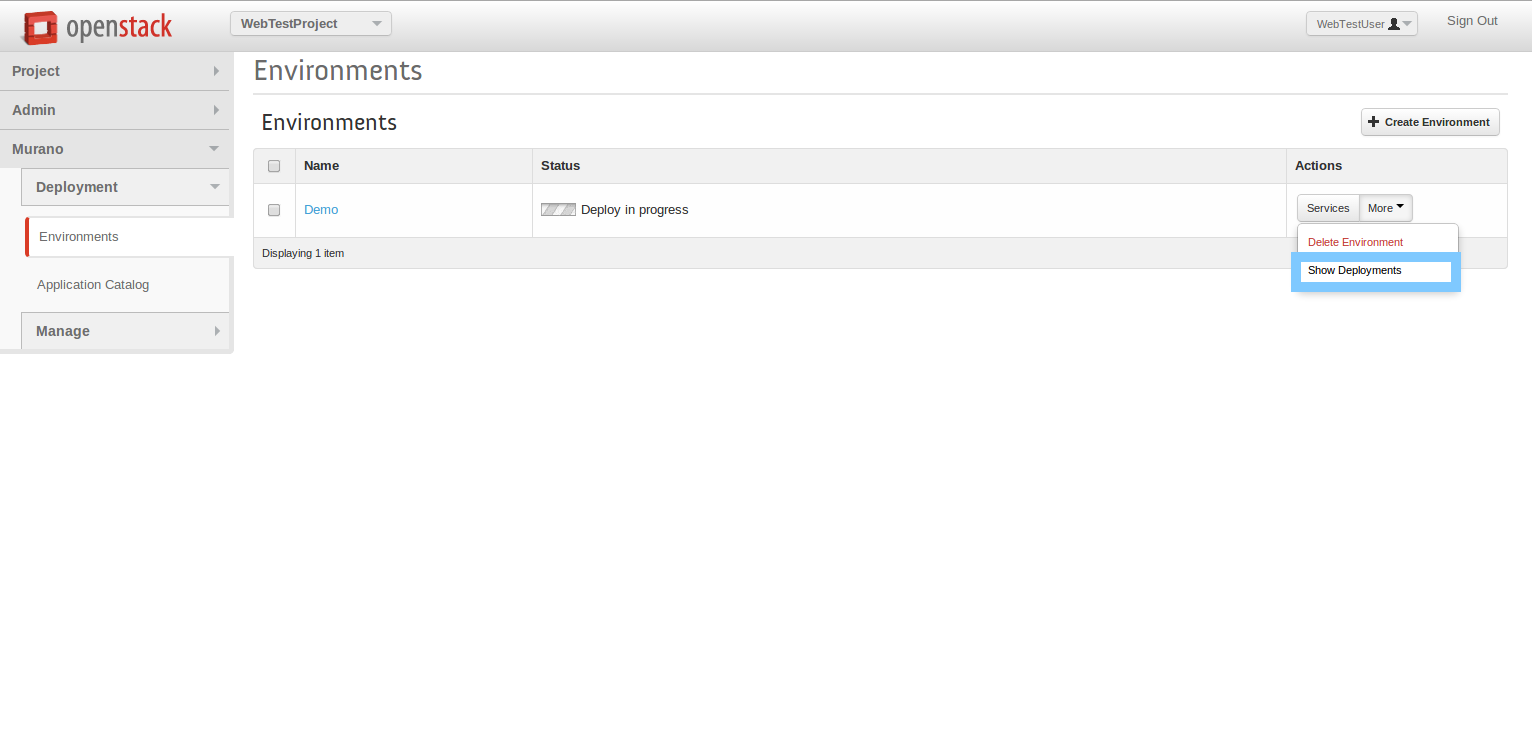 openstack WebTestProject WebTestUser Sign Out
Project
Admin
Murano
Deployment
Environments
Application Catalog
Manage
Environments
Environments
Create Environment
Name Status Actions
Demo Deploy in progress Services More
Delete Environment
Show Deployments
Displaying 1 item